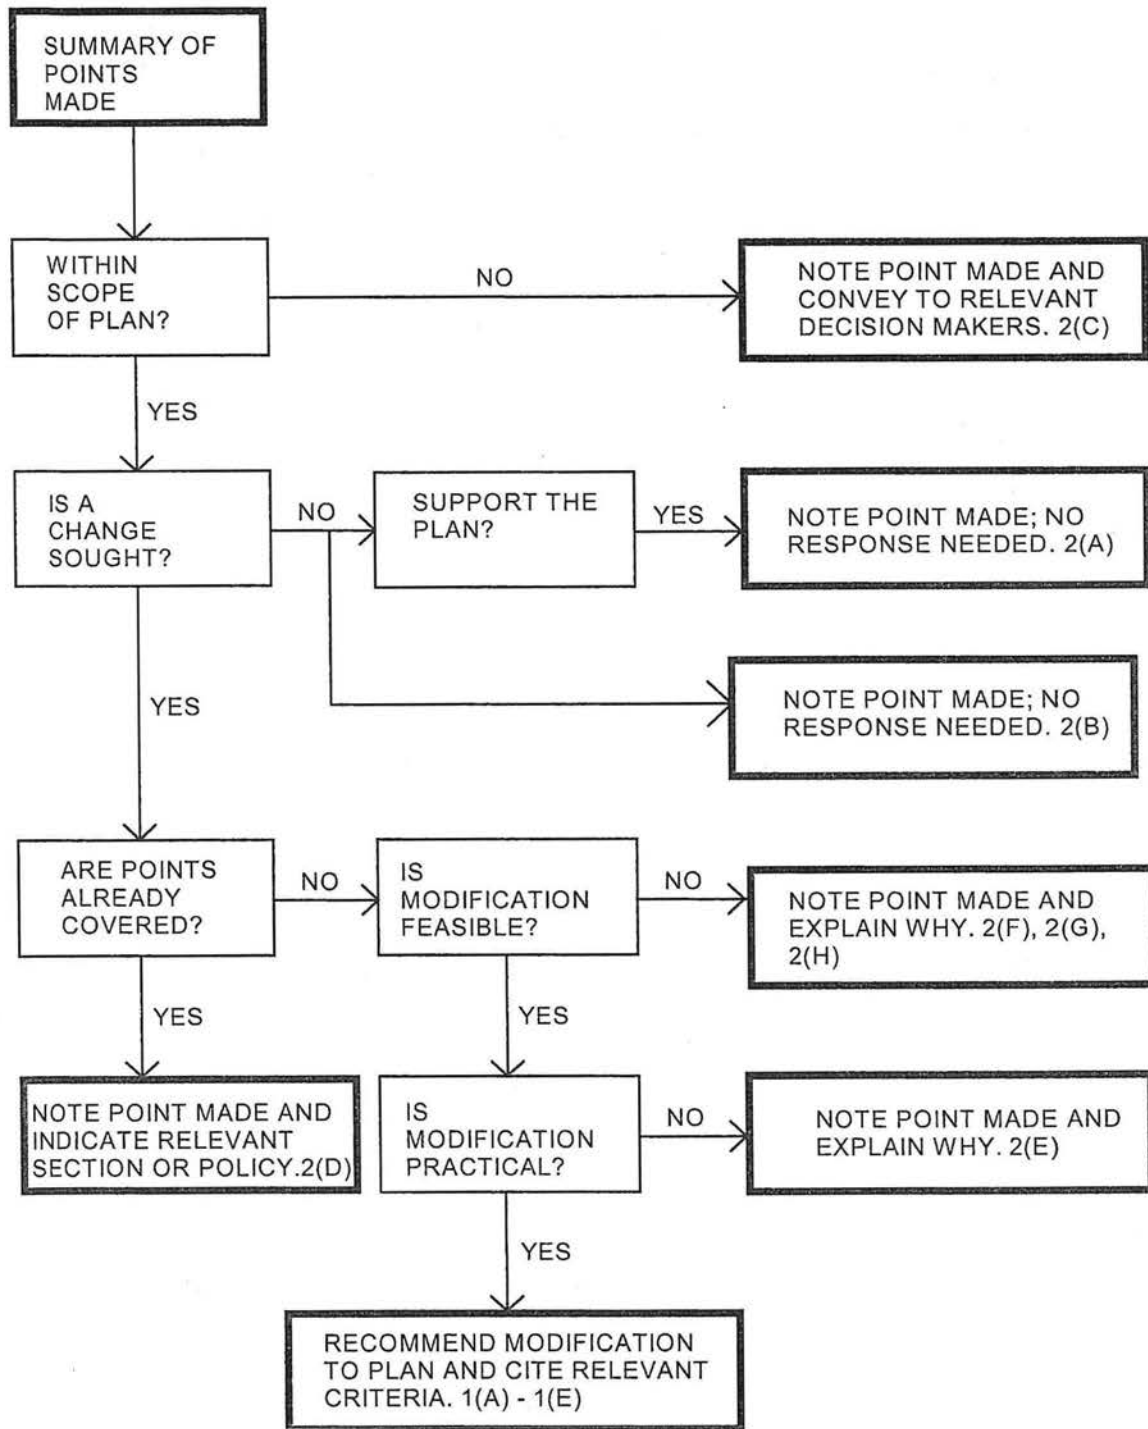 SUMMARY OF
POINTS
MADE
WITHIN
SCOPE
OF PLAN?
NO
NOTE POINT MADE AND
CONVEY TO RELEVANT
DECISION MAKERS. 2(C)
YES
IS A
CHANGE
SOUGHT?
NO
SUPPORT THE
PLAN?
YES
NOTE POINT MADE; NO
RESPONSE NEEDED. 2(A)
YES
NOTE POINT MADE; NO
RESPONSE NEEDED. 2(B)
ARE POINTS
ALREADY
COVERED?
NO
IS
MODIFICATION
FEASIBLE?
NO
NOTE POINT MADE AND
EXPLAIN WHY. 2(F), 2(G),
2(H)
YES
YES
NOTE POINT MADE AND
INDICATE RELEVANT
SECTION OR POLICY.2(D)
IS
MODIFICATION
PRACTICAL?
NO
NOTE POINT MADE AND
EXPLAIN WHY. 2(E)
YES
RECOMMEND MODIFICATION
TO PLAN AND CITE RELEVANT
CRITERIA. 1(A) - 1(E)